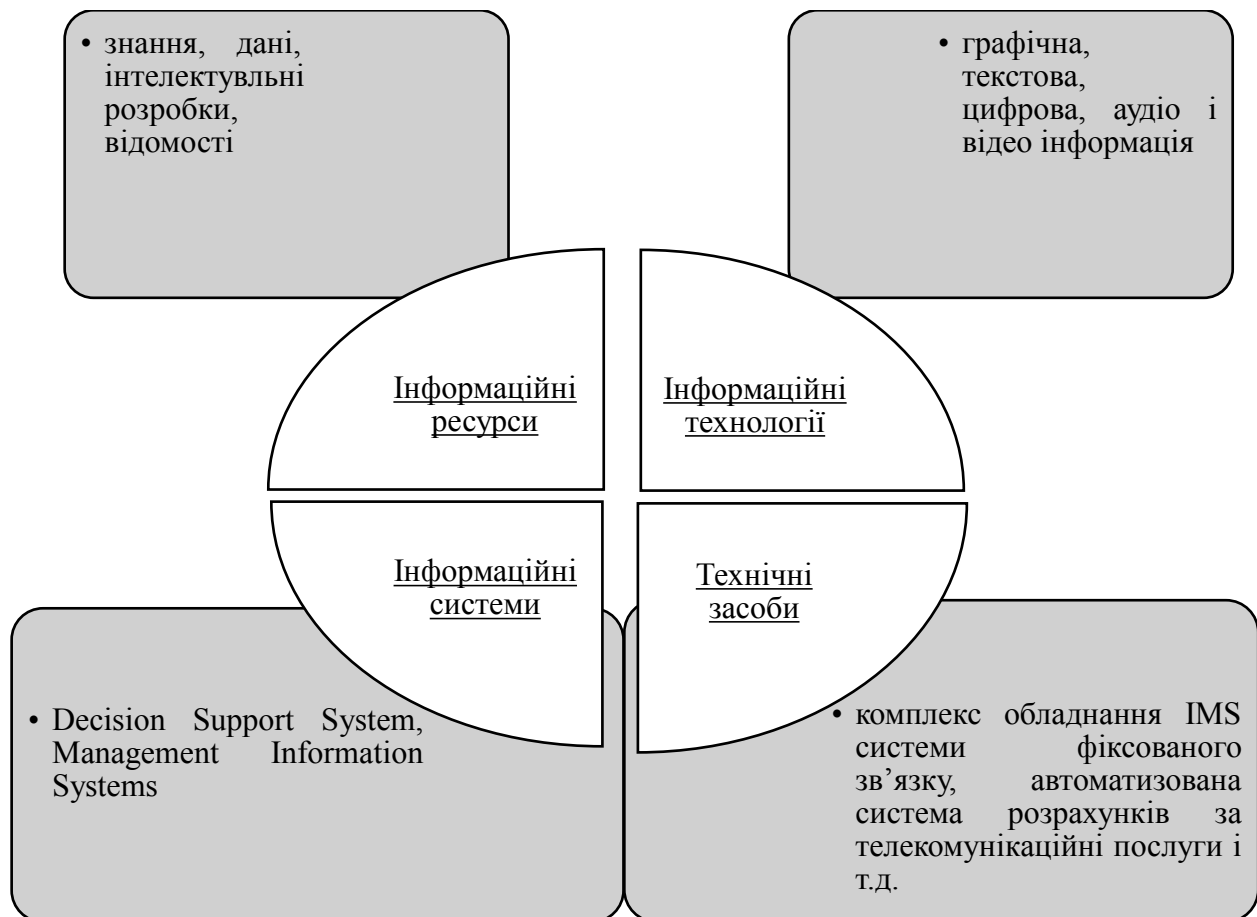 • знання, дані,
інтелектувльні
розробки,
відомості
• графічна,
текстова,
цифрова, аудіо і
відео інформація
Інформаційні
ресурси
Інформаційні
технології
Інформаційні
системи
Технічні
засоби
• Decision Support System,
Management Information
Systems
• комплекс обладнання IMS
системи фіксованого
зв’язку, автоматизована
система розрахунків за
телекомунікаційні послуги і
т.д.